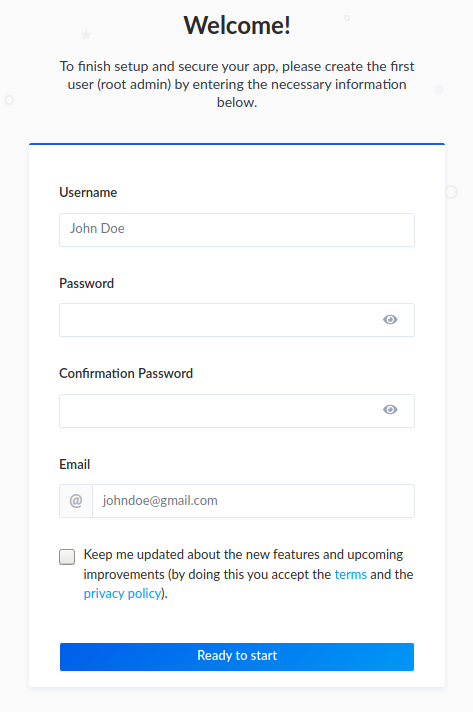 Welcome!
To finish setup and secure your app, please create the first
user (root admin) by entering the necessary information
below.
Username
John Doe
Password
Confirmation Password
Email
@ johndoe@gmail.com
Keep me updated about the new features and upcoming
improvements (by doing this you accept the terms and the
privacy policy).
Ready to start